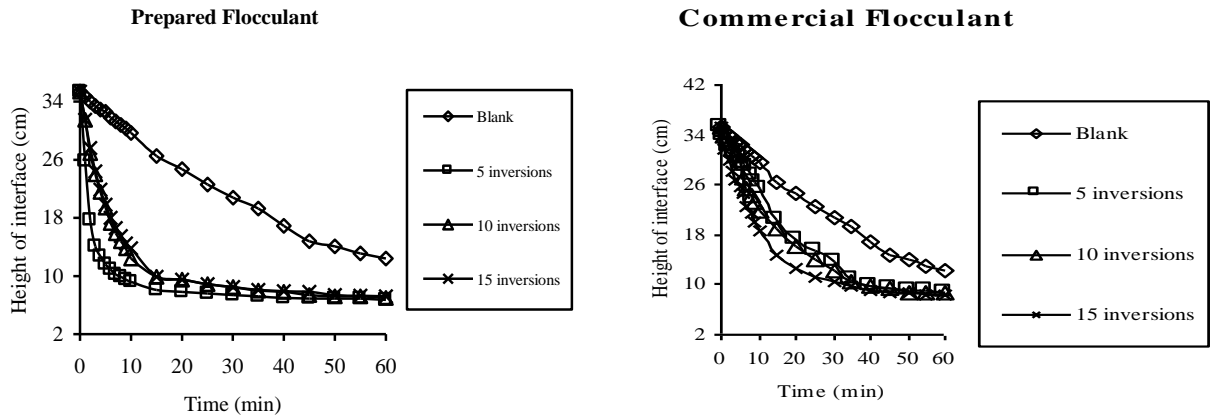 Prepared Flocculant
34
26
18
10
2
0 10 20 30 40 50 60
Height of interface (cm)
Time (min)
Blank
5 inversions
10 inversions
15 inversions
Commercial Flocculant
42
34
26
18
10
2
0 10 20 30 40 50 60
Height of interface (cm)
Time (min)
Blank
5 inversions
10 inversions
15 inversions